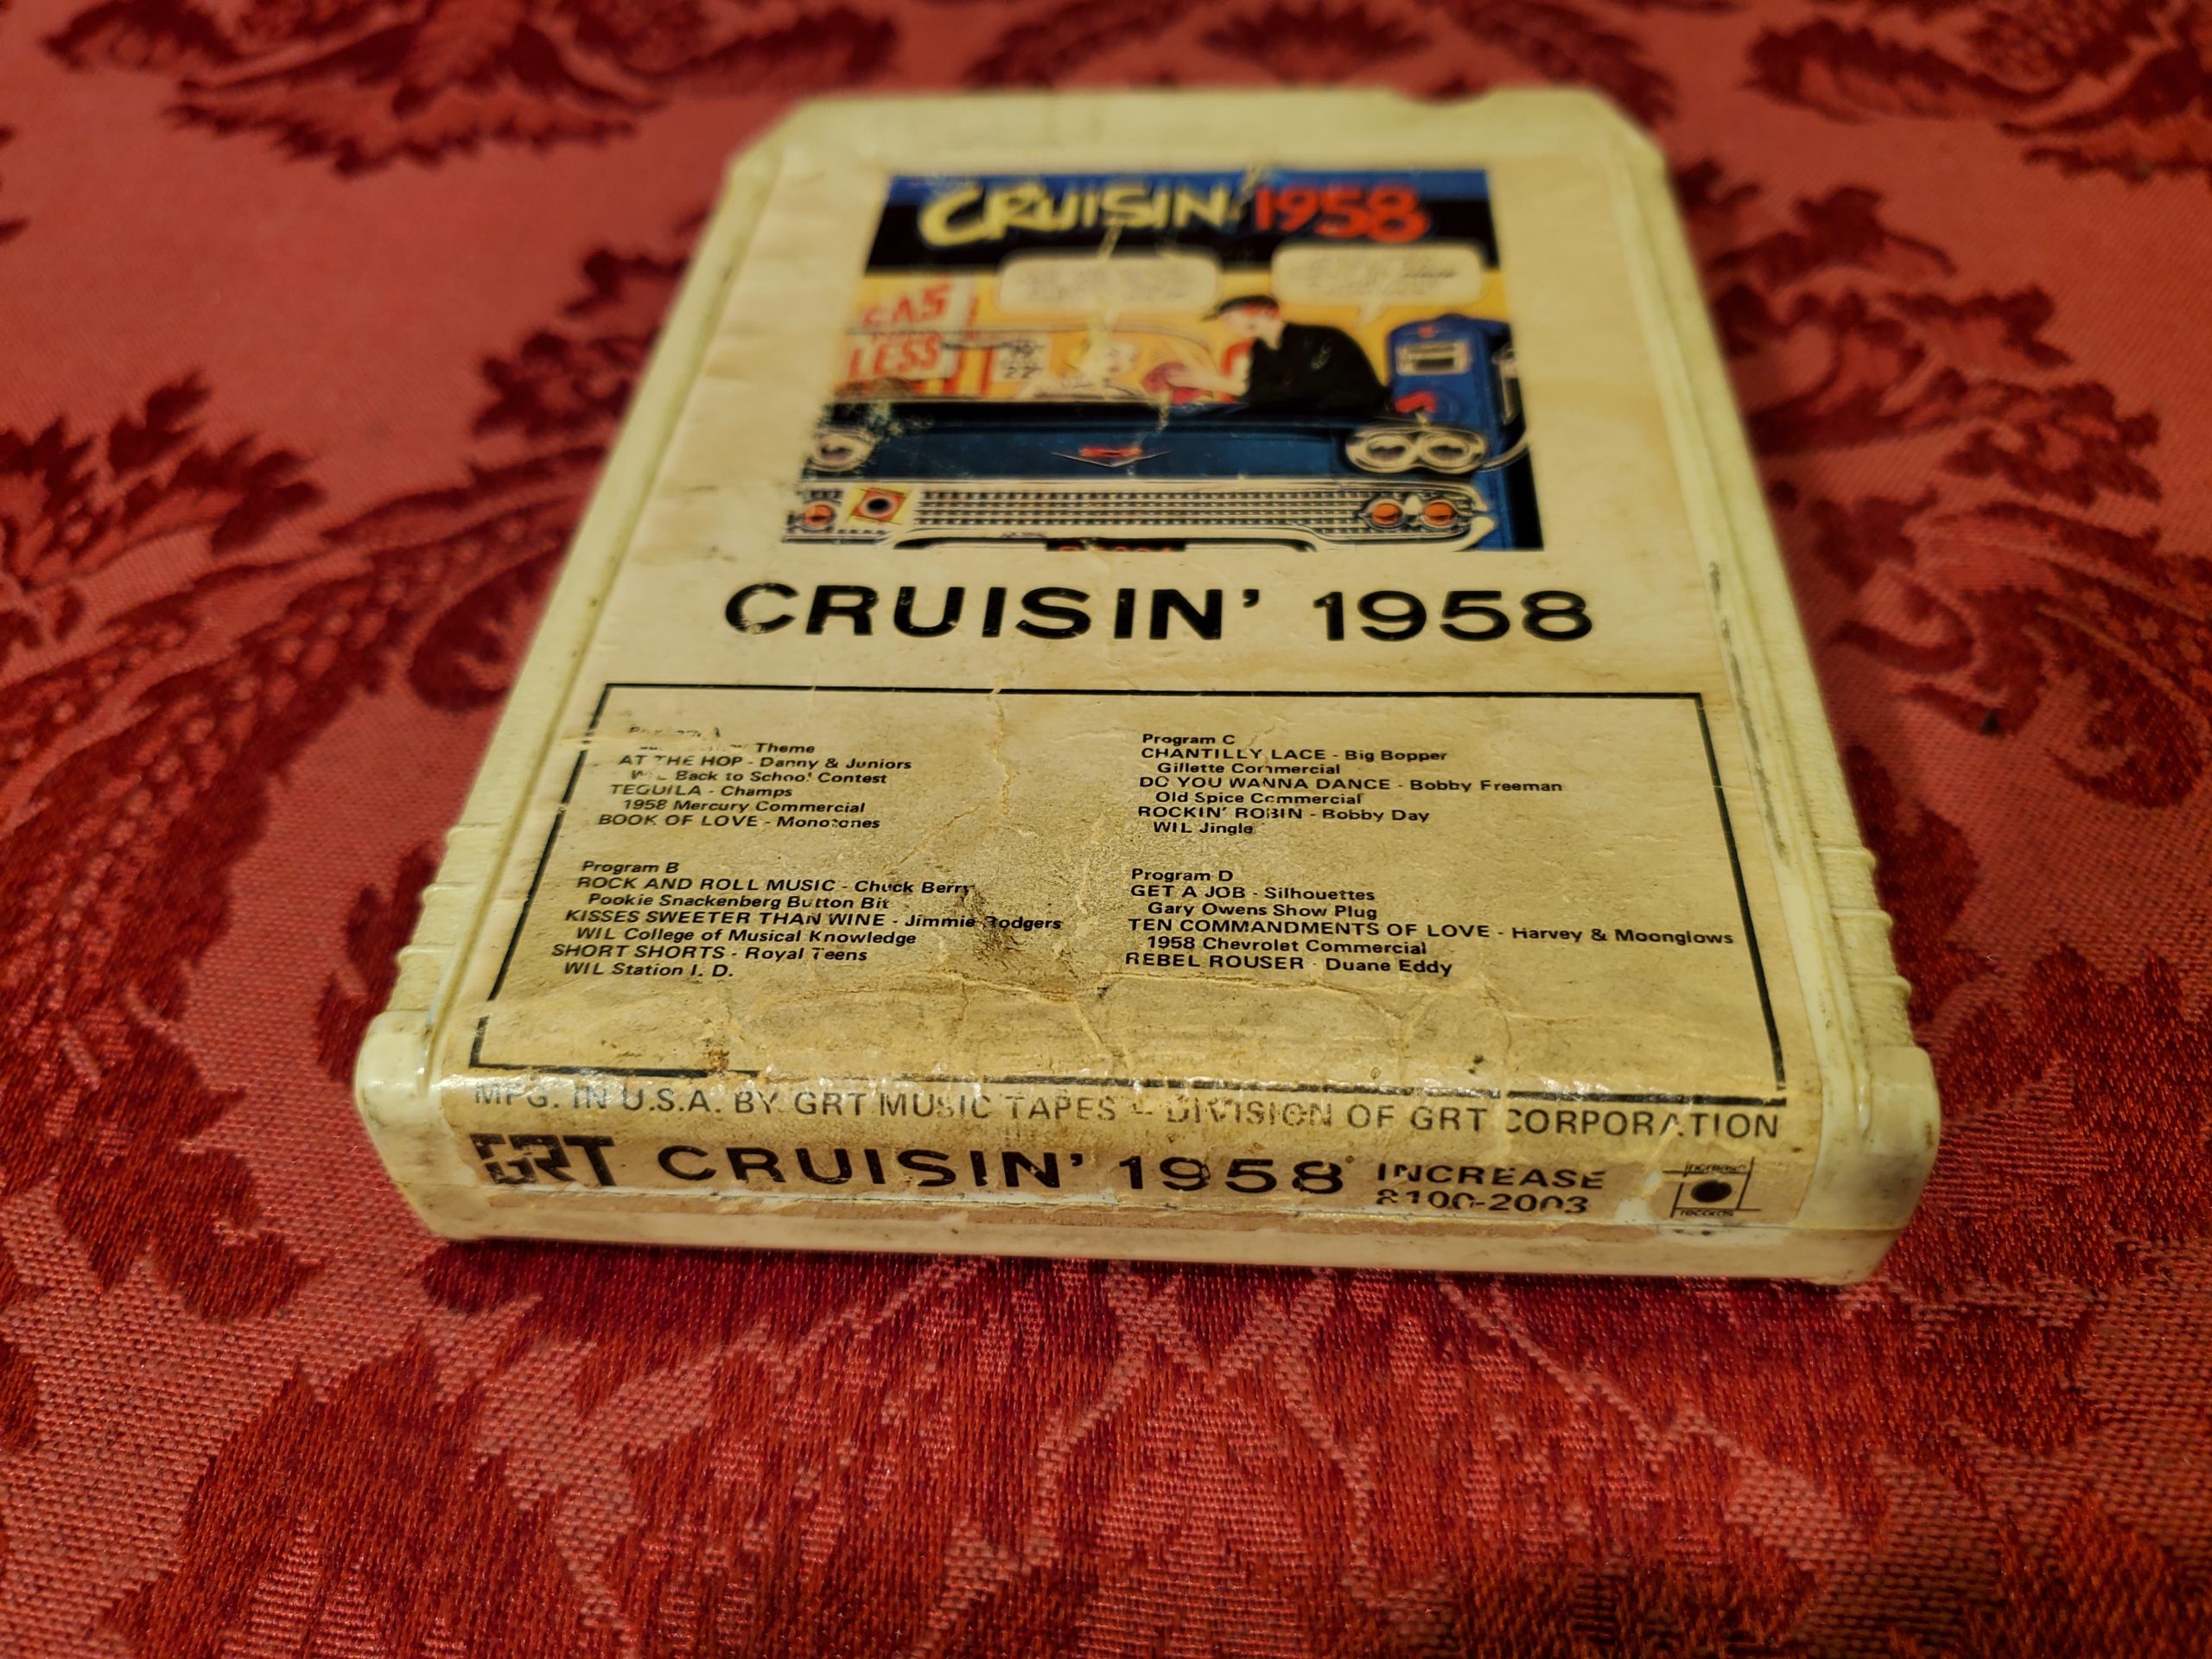 CRUISIN' 1958
GAS
LESS
CRUISIN' 1958
Theme
AT THE HOP - Danny & Juniors
WIL Back to School Contest
TEQUILA - Champs
1958 Mercury Commercial
BOOK OF LOVE - Monotones
Program B
ROCK AND ROLL MUSIC - Chuck Berry
Pookie Snackenberg Button Bit
KISSES SWEETER THAN WINE - Jimmie Rodgers
WIL College of Musical Knowledge
SHORT SHORTS - Royal Teens
WIL Station I. D.
Program C
CHANTILLY LACE - Big Bopper
Gillette Commercial
DO YOU WANNA DANCE - Bobby Freeman
Old Spice Commercial
ROCKIN' ROBIN - Bobby Day
WIL Jingle
Program D
GET A JOB - Silhouettes
Gary Owens Show Plug
TEN COMMANDMENTS OF LOVE - Harvey & Moonglows
1958 Chevrolet Commercial
REBEL ROUSER - Duane Eddy
MFG. IN U.S.A. BY GRT MUSIC TAPES - DIVISION OF GRT CORPORATION
GRT CRUISIN' 1958 INCREASE
8100-2003
increase
records